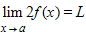 lim 2f(x) = L
x→a